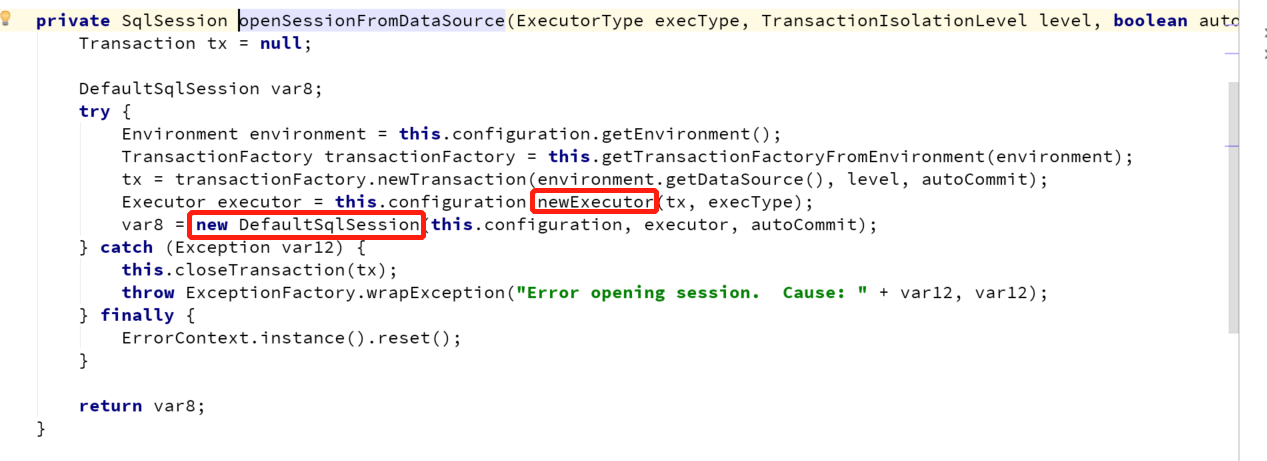 private SqlSession openSessionFromDataSource(ExecutorType execType, TransactionIsolationLevel level, boolean auto
    Transaction tx = null;

    DefaultSqlSession var8;
    try {
        Environment environment = this.configuration.getEnvironment();
        TransactionFactory transactionFactory = this.getTransactionFactoryFromEnvironment(environment);
        tx = transactionFactory.newTransaction(environment.getDataSource(), level, autoCommit);
        Executor executor = this.configuration.newExecutor(tx, execType);
        var8 = new DefaultSqlSession(this.configuration, executor, autoCommit);
    } catch (Exception var12) {
        this.closeTransaction(tx);
        throw ExceptionFactory.wrapException("Error opening session.  Cause: " + var12, var12);
    } finally {
        ErrorContext.instance().reset();
    }

    return var8;
}